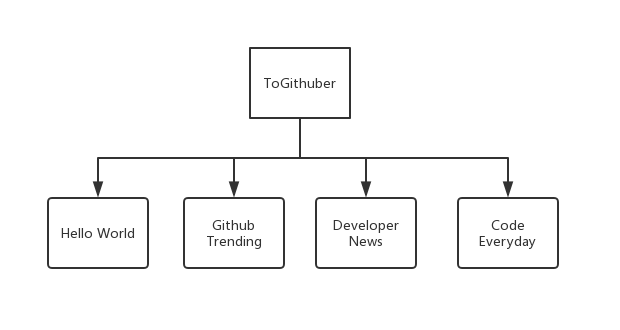 ToGithuber
Hello World
Github
Trending
Developer
News
Code
Everyday